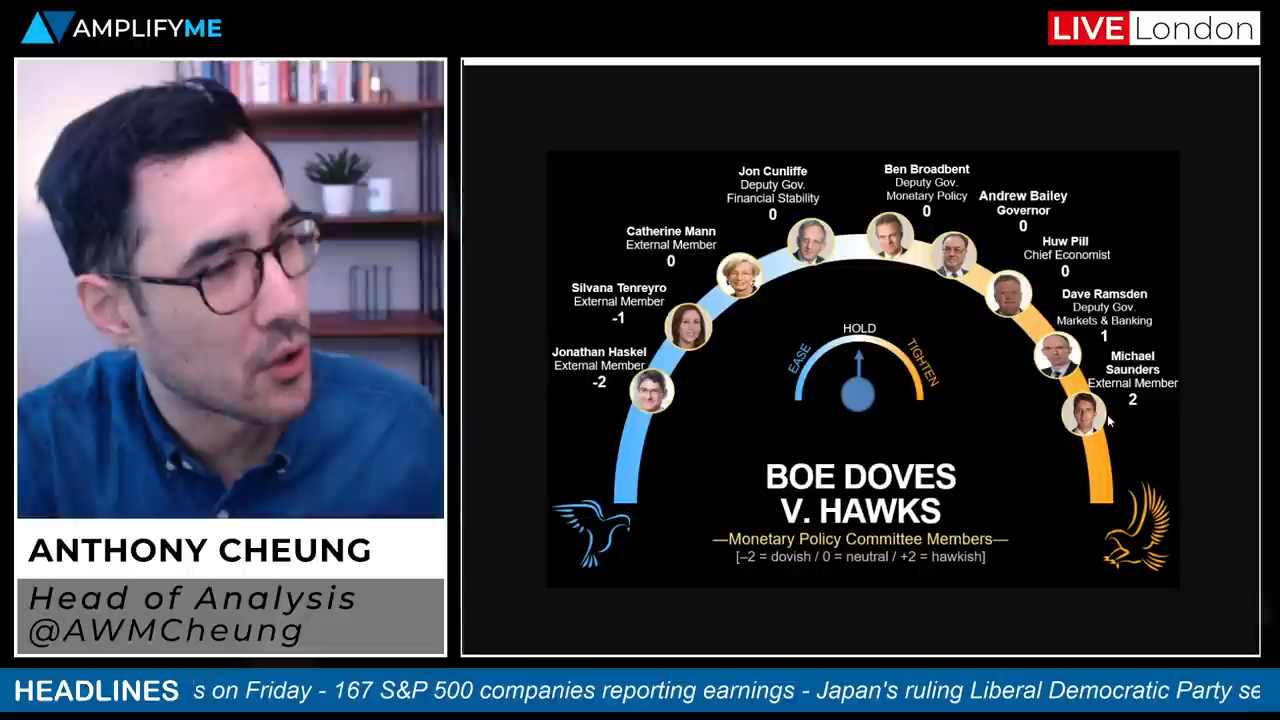 AMPLIFYME
LIVE London
Jon Cunliffe
Deputy Gov.
Financial Stability
0
Ben Broadbent
Deputy Gov.
Monetary Policy
0
Andrew Bailey
Governor
0
Catherine Mann
External Member
0
Huw Pill
Chief Economist
0
Silvana Tenreyro
External Member
-1
Dave Ramsden
Deputy Gov.
Markets & Banking
1
Jonathan Haskel
External Member
-2
Michael
Saunders
External Member
2
HOLD
EASE
TIGHTEN
BOE DOVES
V. HAWKS
—Monetary Policy Committee Members—
[–2 = dovish / 0 = neutral / +2 = hawkish]
ANTHONY CHEUNG
Head of Analysis
@AWMCheung
HEADLINES 's on Friday - 167 S&P 500 companies reporting earnings - Japan's ruling Liberal Democratic Party se